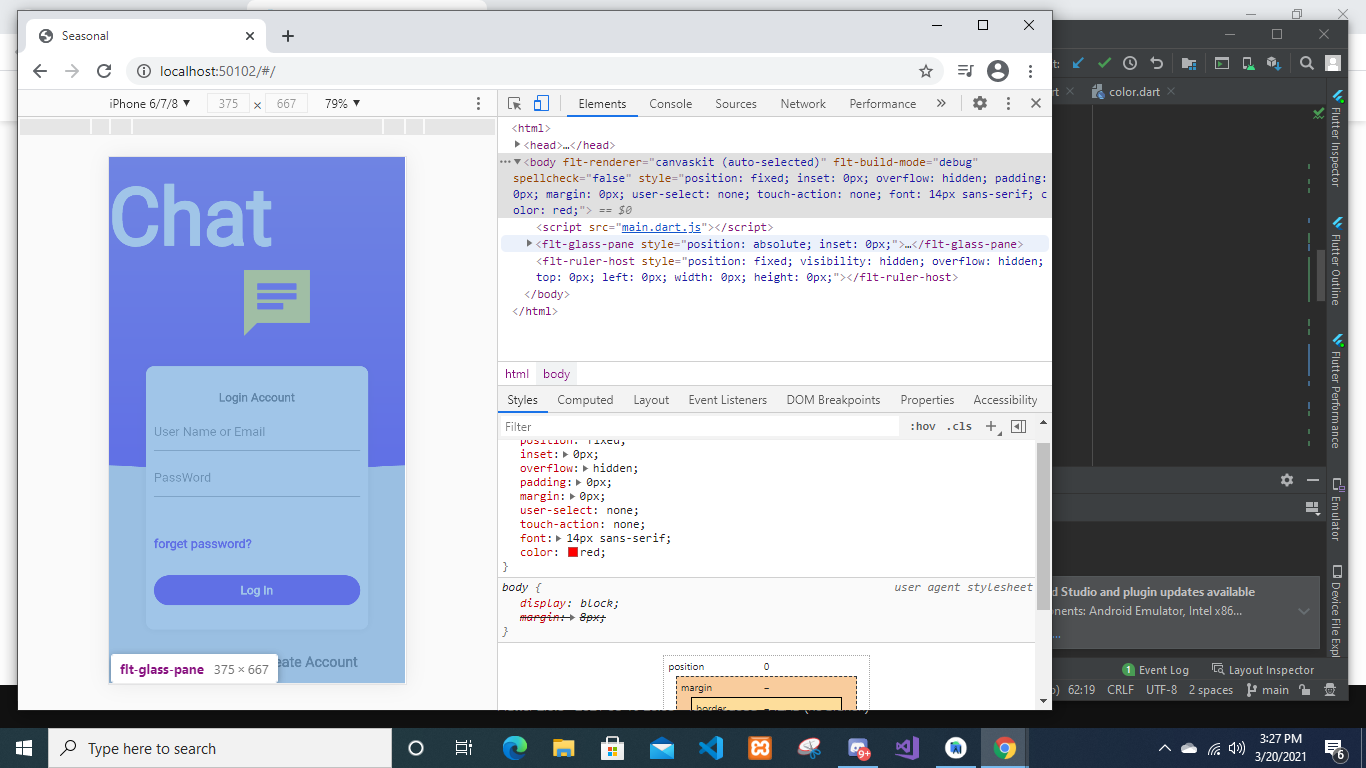 Seasonal
localhost:50102/#/
iPhone 6/7/8 ▼ 375 × 667 79% ▼
Elements Console Sources Network Performance »
<html>
<head>…</head>
<body flt-renderer="canvaskit (auto-selected)" flt-build-mode="debug"
spellcheck="false" style="position: fixed; inset: 0px; overflow: hidden; padding:
0px; margin: 0px; user-select: none; touch-action: none; font: 14px sans-serif; c
olor: red;"> == $0
<script src="main.dart.js"></script>
<flt-glass-pane style="position: absolute; inset: 0px;">…</flt-glass-pane>
<flt-ruler-host style="position: fixed; visibility: hidden; overflow: hidden;
top: 0px; left: 0px; width: 0px; height: 0px;"></flt-ruler-host>
</body>
</html>
html body
Styles Computed Layout Event Listeners DOM Breakpoints Properties Accessibility
Filter :hov .cls
position: fixed;
inset: 0px;
overflow: hidden;
padding: 0px;
margin: 0px;
user-select: none;
touch-action: none;
font: 14px sans-serif;
color: red;
}
body { user agent stylesheet
display: block;
margin: 8px;
}
position 0
margin –
border –
Chat
Login Account
User Name or Email
PassWord
forget password?
Log In
eate Account
flt-glass-pane 375 × 667
color.dart
Flutter Inspector
Flutter Outline
Flutter Performance
Emulator
Device File Expl
d Studio and plugin updates available
onents: Android Emulator, Intel x86...
1 Event Log Layout Inspector
62:19 CRLF UTF-8 2 spaces main
Type here to search
9+
3:27 PM
3/20/2021
6